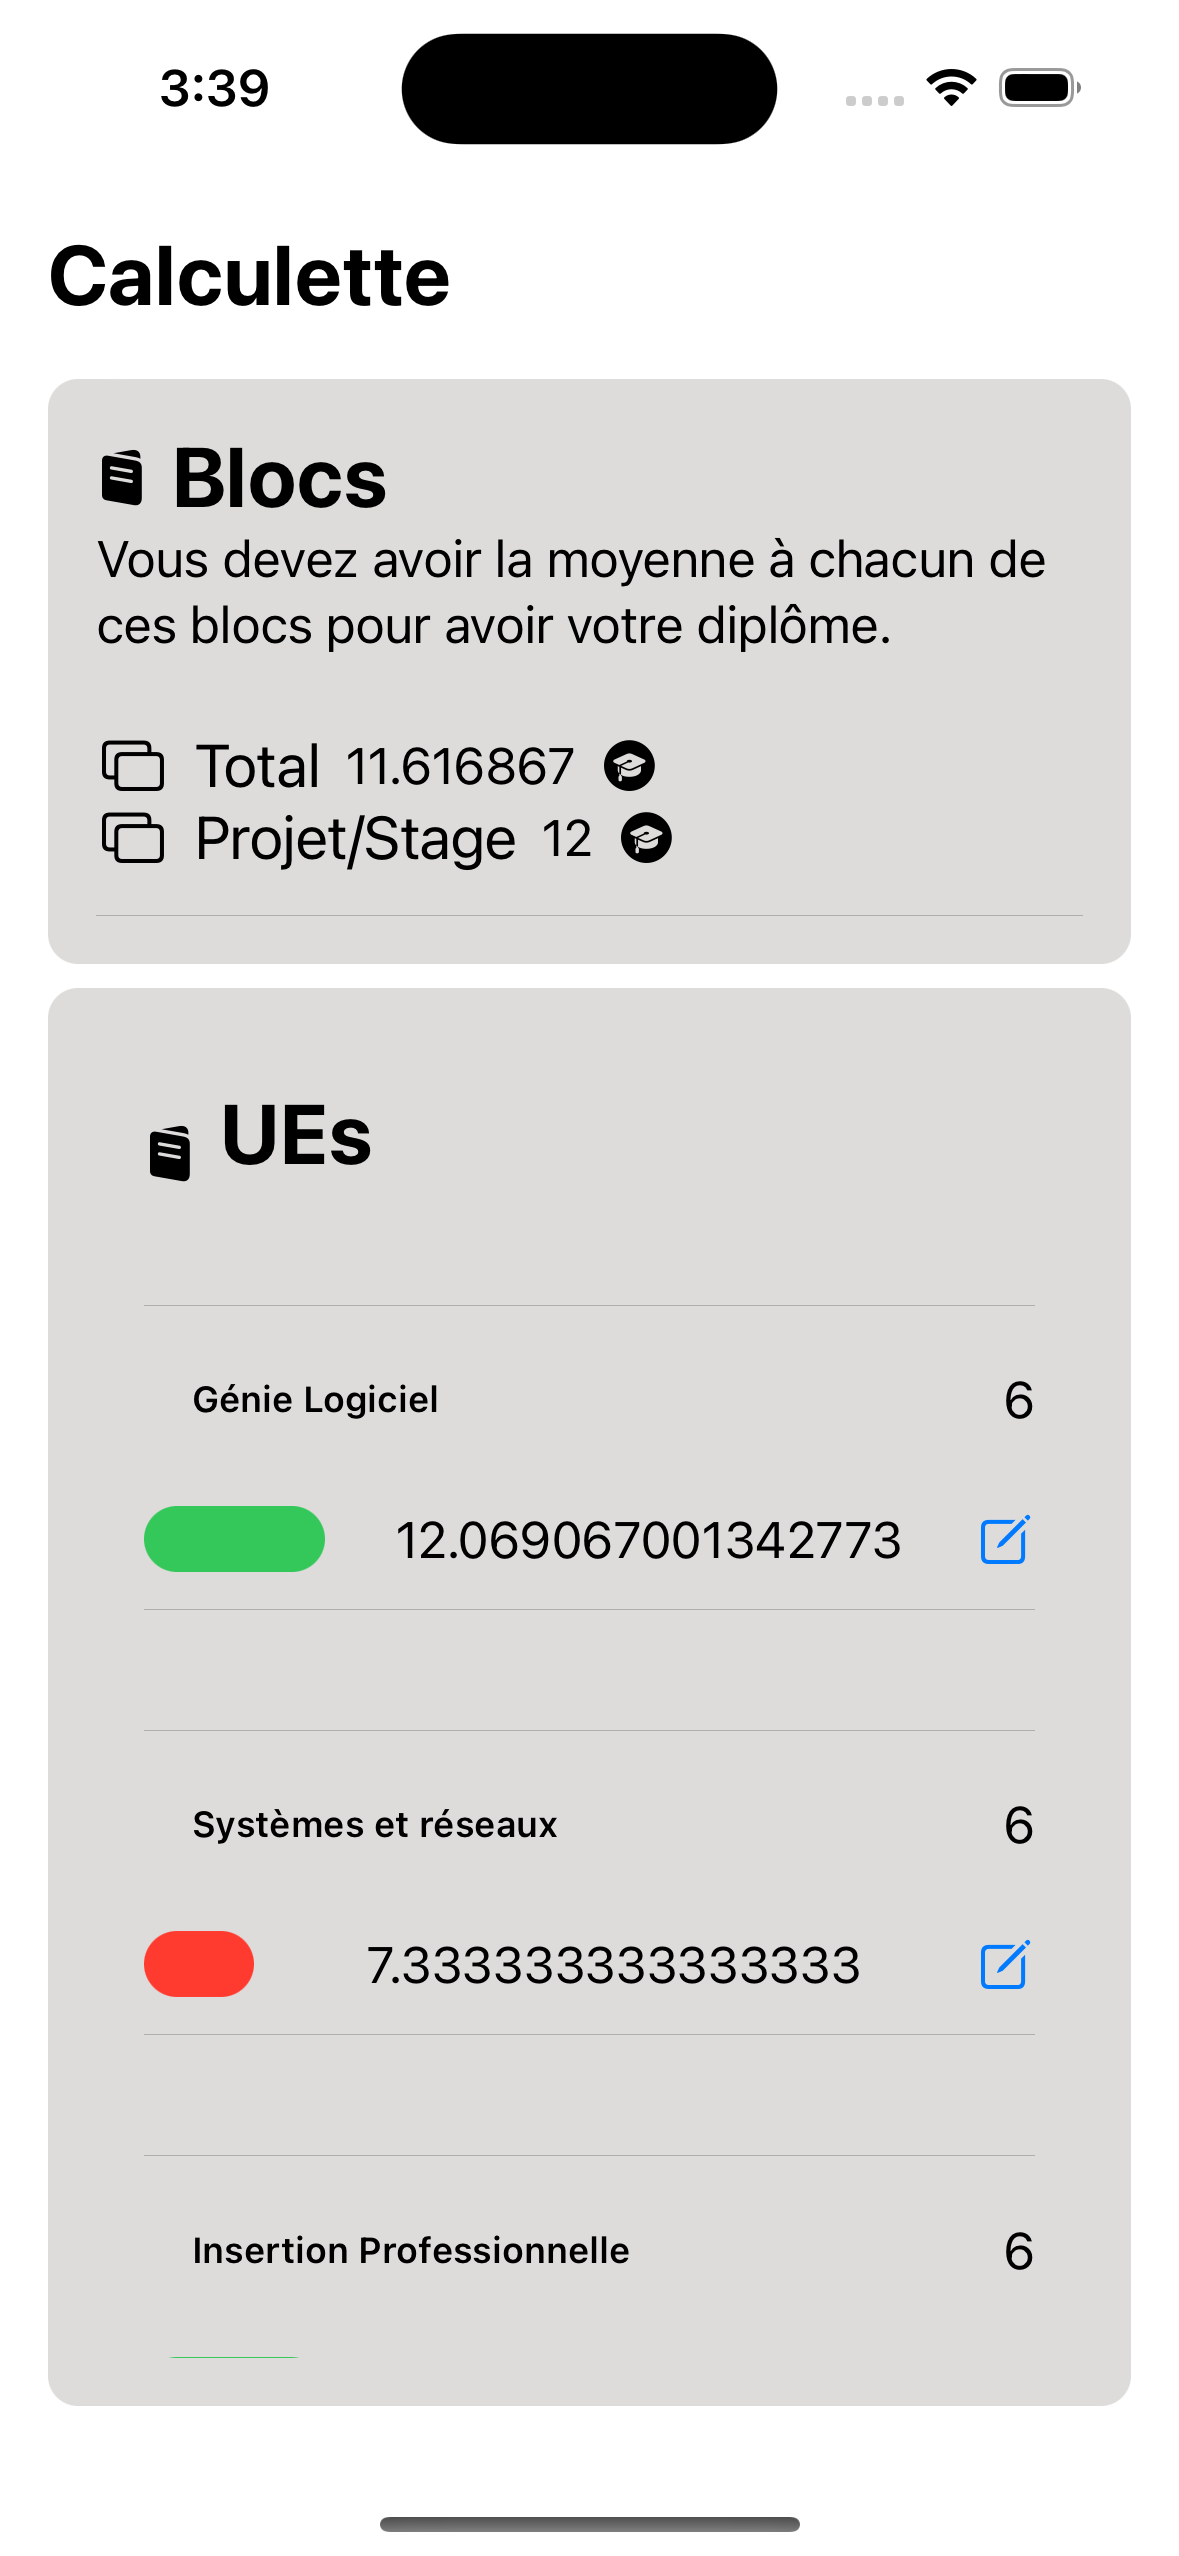 3:39
Calculette
Blocs
Vous devez avoir la moyenne à chacun de
ces blocs pour avoir votre diplôme.
Total 11.616867
Projet/Stage 12
UEs
Génie Logiciel 6
12.069067001342773
Systèmes et réseaux 6
7.333333333333333
Insertion Professionnelle 6